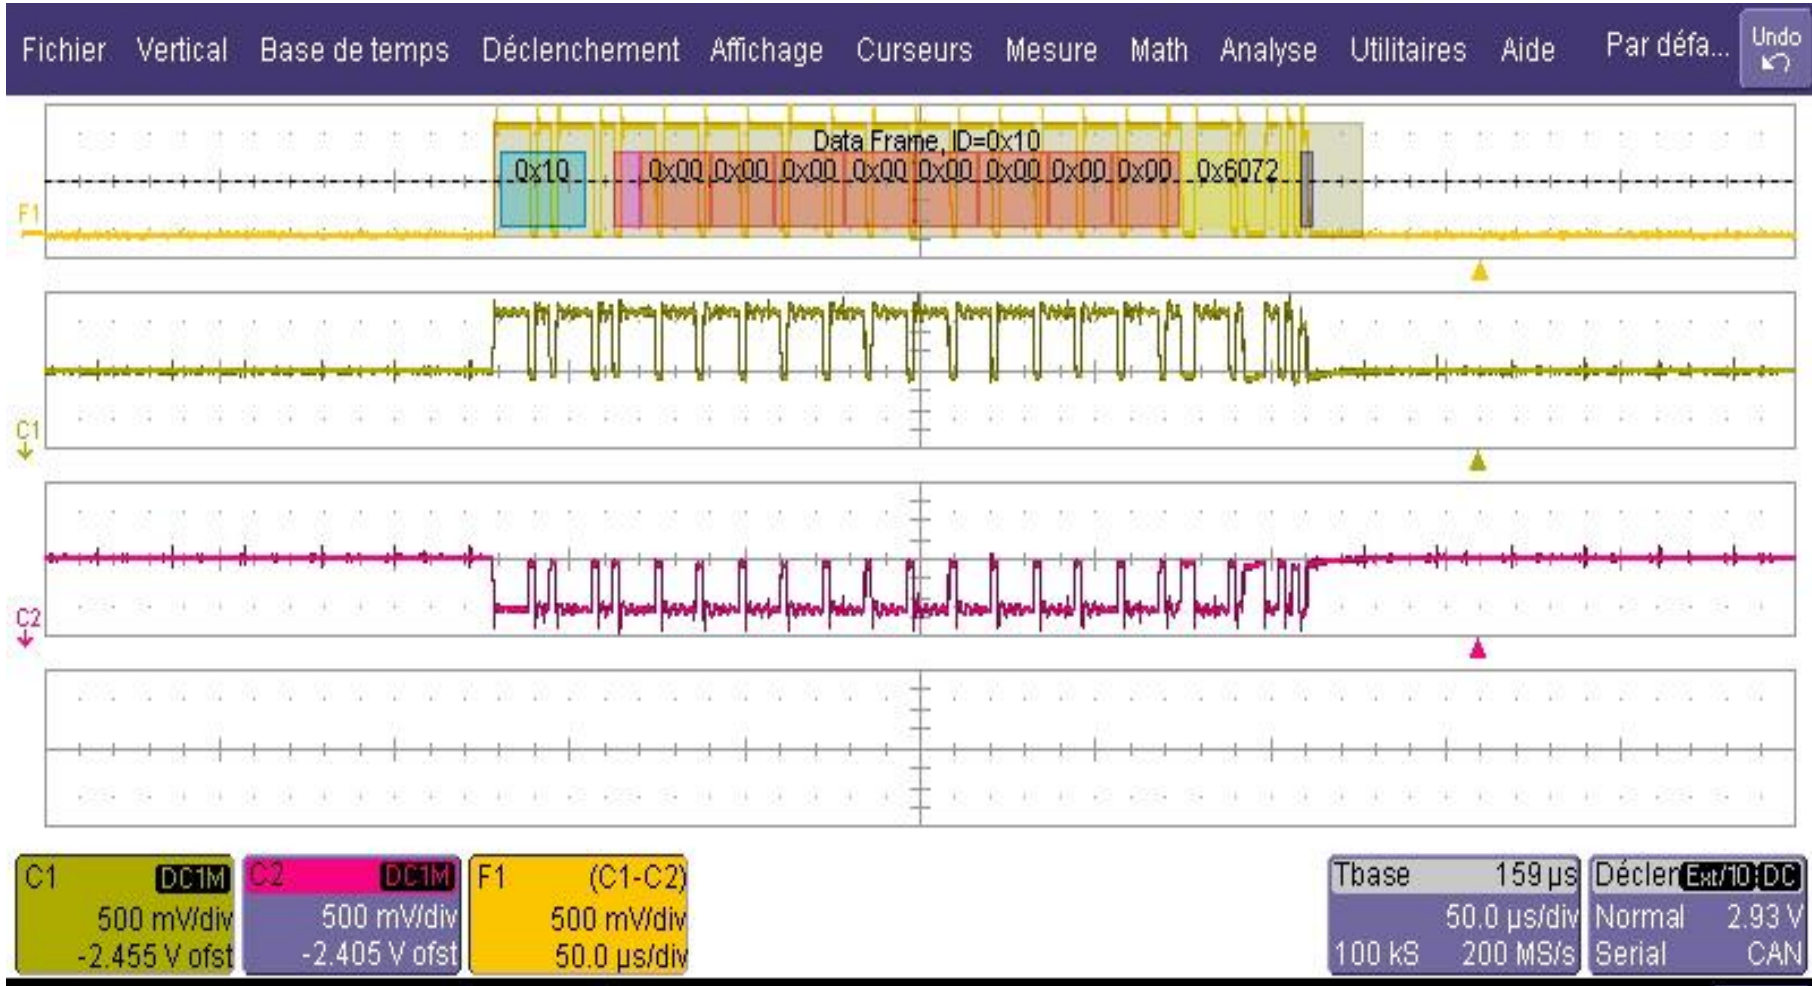 Fichier Vertical Base de temps Déclenchement Affichage Curseurs Mesure Math Analyse Utilitaires Aide Par défa... Undo
Data Frame, ID=0x10
0x10 0x00 0x00 0x00 0x00 0x00 0x00 0x00 0x00 0x6072
F1
C1
C2
C1 DC1M
500 mV/div
-2.455 V ofst
C2 DC1M
500 mV/div
-2.405 V ofst
F1 (C1-C2)
500 mV/div
50.0 µs/div
Tbase 159 µs
50.0 µs/div
100 kS 200 MS/s
Déclen Ext/10 DC
Normal 2.93 V
Serial CAN